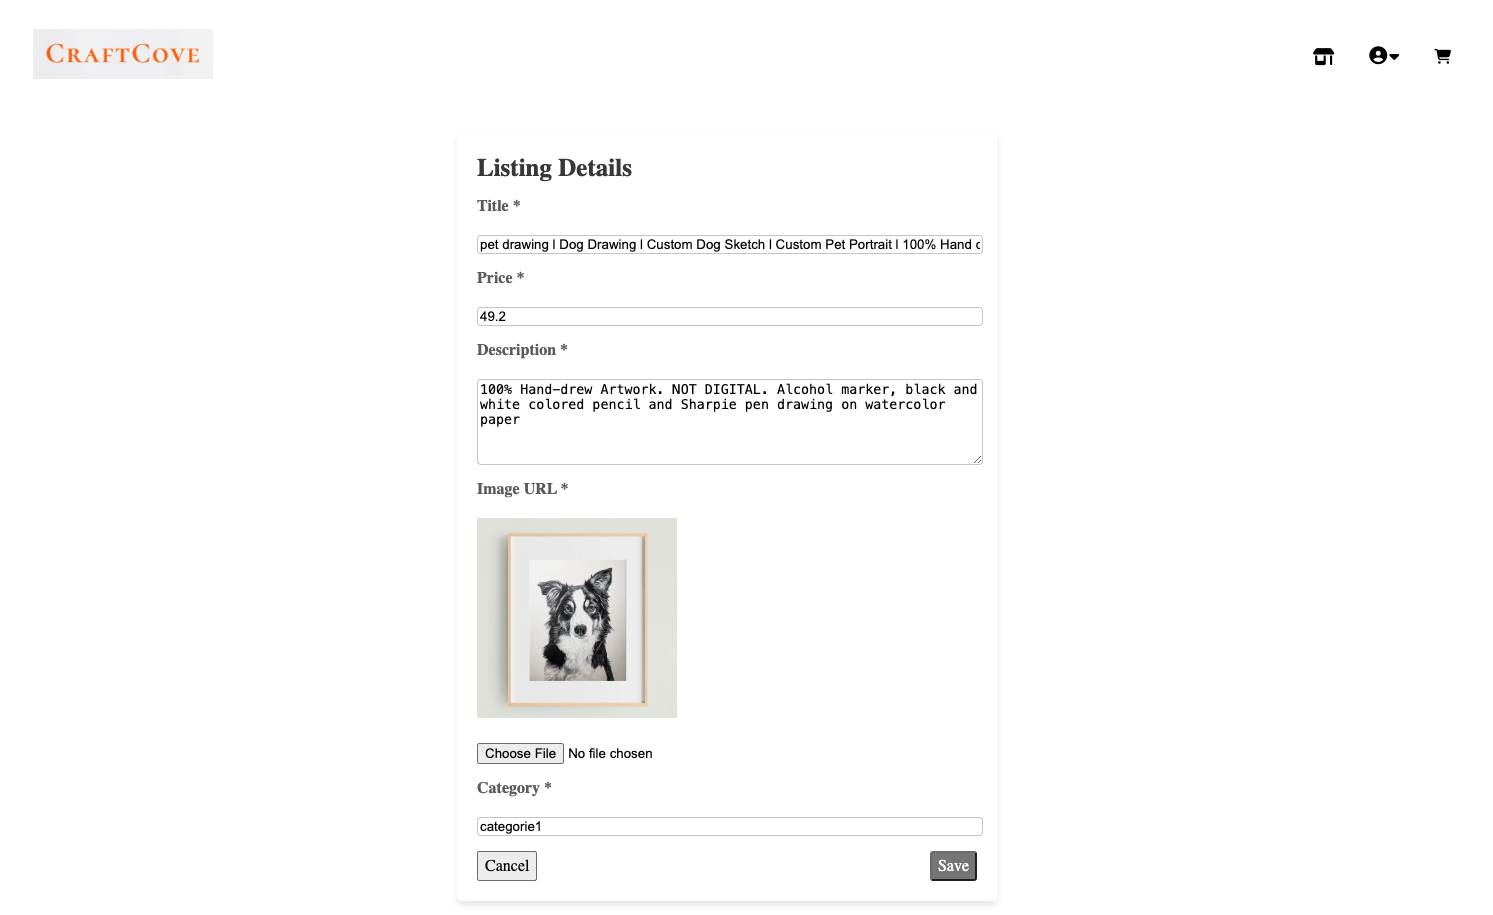 CRAFTCOVE
Listing Details
Title *
pet drawing l Dog Drawing l Custom Dog Sketch l Custom Pet Portrait l 100% Hand
Price *
49.2
Description *
100% Hand-drew Artwork. NOT DIGITAL. Alcohol marker, black and
white colored pencil and Sharpie pen drawing on watercolor
paper
Image URL *
Choose File No file chosen
Category *
categorie1
Cancel
Save